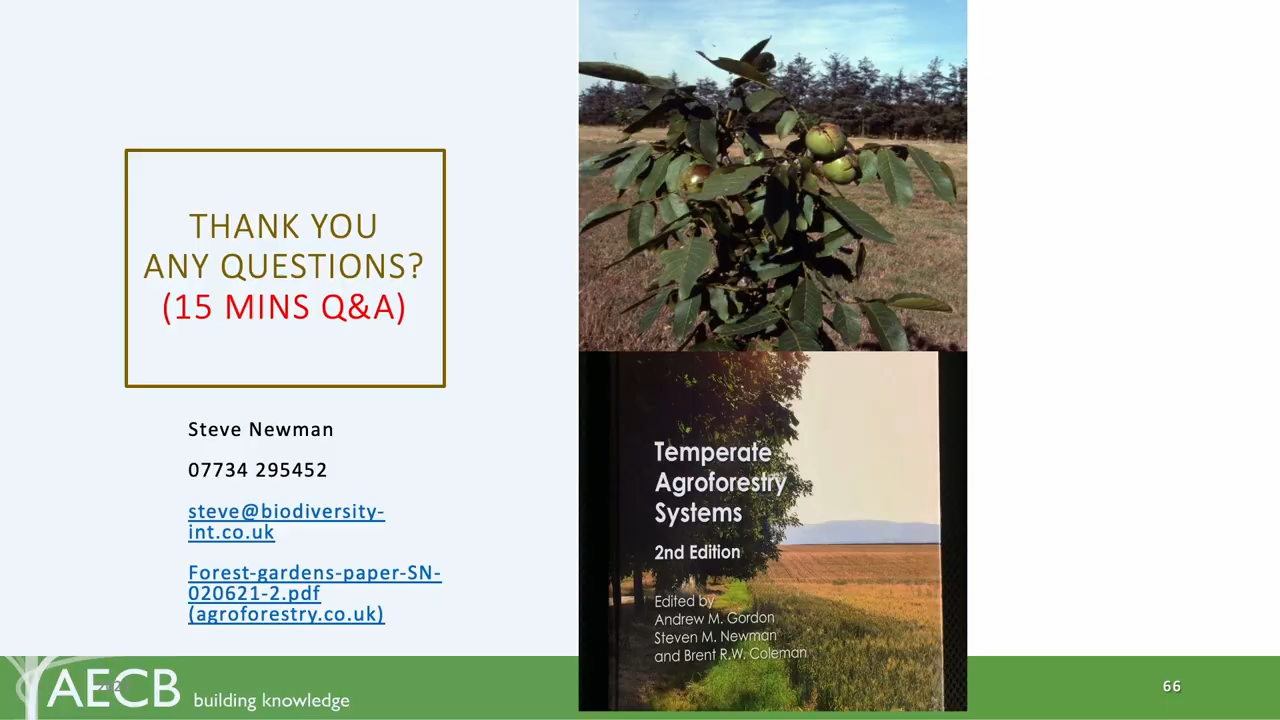 THANK YOU
ANY QUESTIONS?
(15 MINS Q&A)
Steve Newman
07734 295452
steve@biodiversity-
int.co.uk
Forest-gardens-paper-SN-
020621-2.pdf
(agroforestry.co.uk)
Temperate
Agroforestry
Systems
2nd Edition
Edited by
Andrew M. Gordon
Steven M. Newman
and Brent R.W. Coleman
AECB building knowledge
66